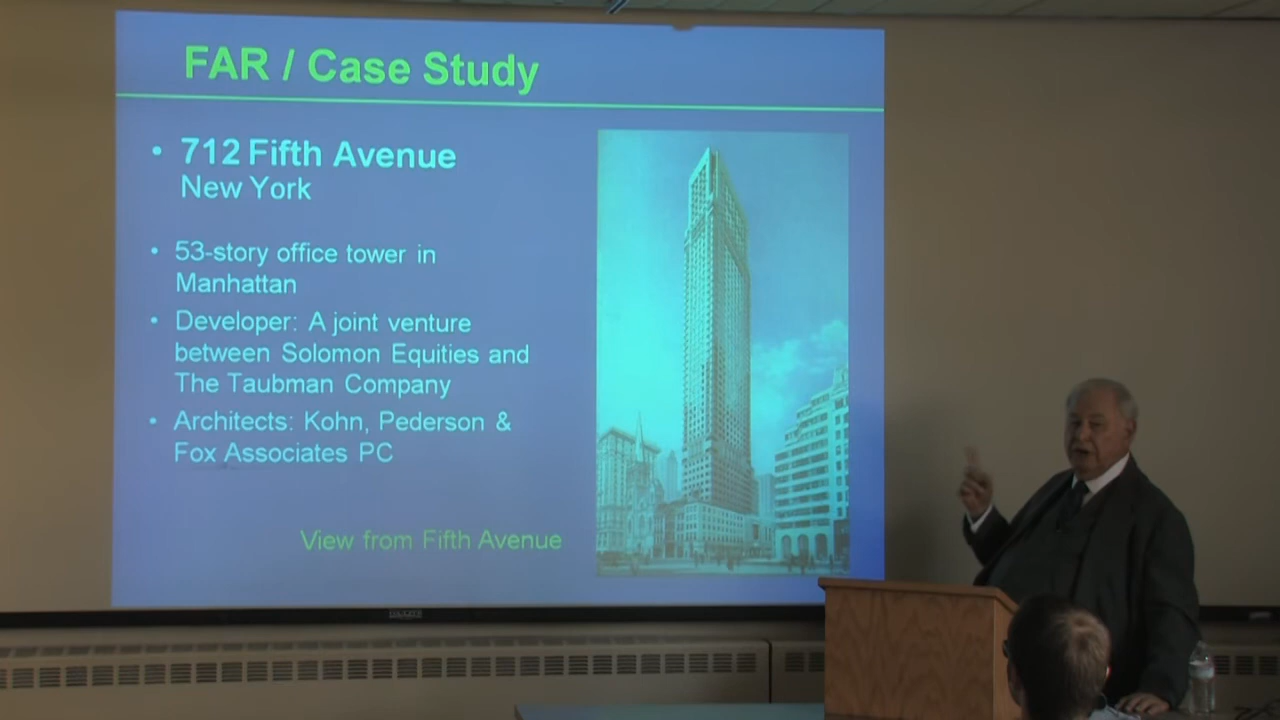 FAR / Case Study
• 712 Fifth Avenue
New York
• 53-story office tower in
Manhattan
• Developer: A joint venture
between Solomon Equities and
The Taubman Company
• Architects: Kohn, Pederson &
Fox Associates PC
View from Fifth Avenue